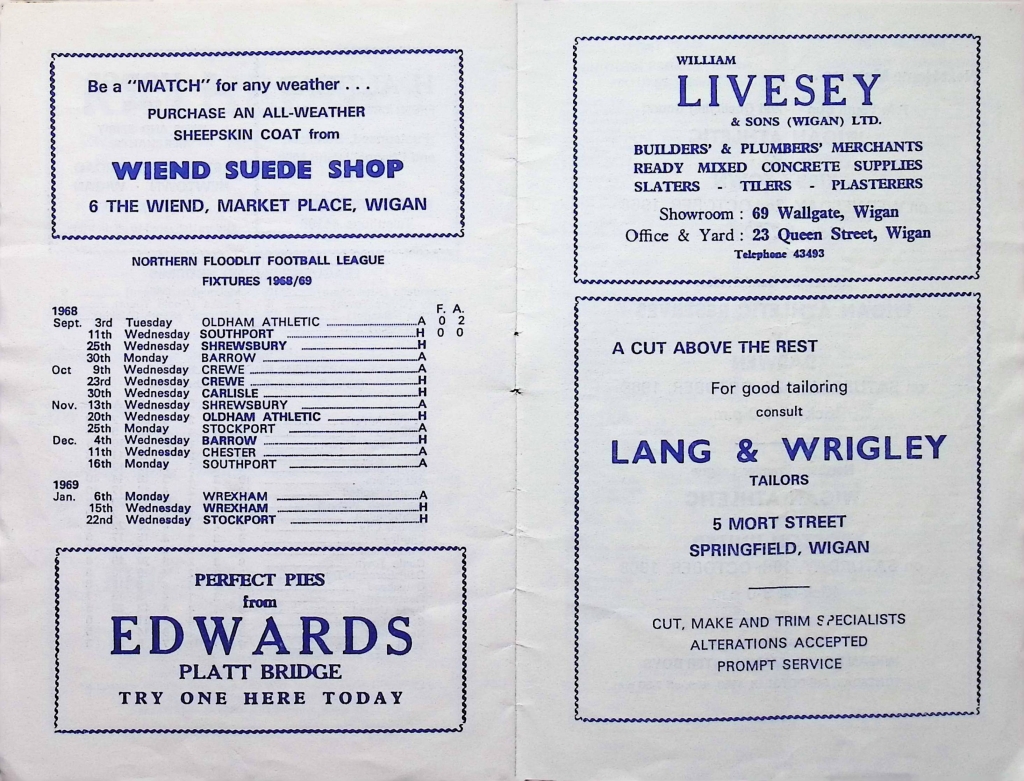 Be a "MATCH" for any weather . . .
PURCHASE AN ALL-WEATHER
SHEEPSKIN COAT from
WIEND SUEDE SHOP
6 THE WIEND, MARKET PLACE, WIGAN
NORTHERN FLOODLIT FOOTBALL LEAGUE
FIXTURES 1968/69
1968 F. A.
Sept. 3rd Tuesday OLDHAM ATHLETIC A 0 2
11th Wednesday SOUTHPORT H 0 0
25th Wednesday SHREWSBURY H
30th Monday BARROW A
Oct 9th Wednesday CREWE A
23rd Wednesday CREWE H
30th Wednesday CARLISLE H
Nov. 13th Wednesday SHREWSBURY A
20th Wednesday OLDHAM ATHLETIC H
25th Monday STOCKPORT A
Dec. 4th Wednesday BARROW H
11th Wednesday CHESTER A
16th Monday SOUTHPORT A
1969
Jan. 6th Monday WREXHAM A
15th Wednesday WREXHAM H
22nd Wednesday STOCKPORT H
PERFECT PIES
from
EDWARDS
PLATT BRIDGE
TRY ONE HERE TODAY
WILLIAM
LIVESEY
& SONS (WIGAN) LTD.
BUILDERS' & PLUMBERS' MERCHANTS
READY MIXED CONCRETE SUPPLIES
SLATERS - TILERS - PLASTERERS
Showroom : 69 Wallgate, Wigan
Office & Yard : 23 Queen Street, Wigan
Telephone 43493
A CUT ABOVE THE REST
For good tailoring
consult
LANG & WRIGLEY
TAILORS
5 MORT STREET
SPRINGFIELD, WIGAN
CUT, MAKE AND TRIM SPECIALISTS
ALTERATIONS ACCEPTED
PROMPT SERVICE